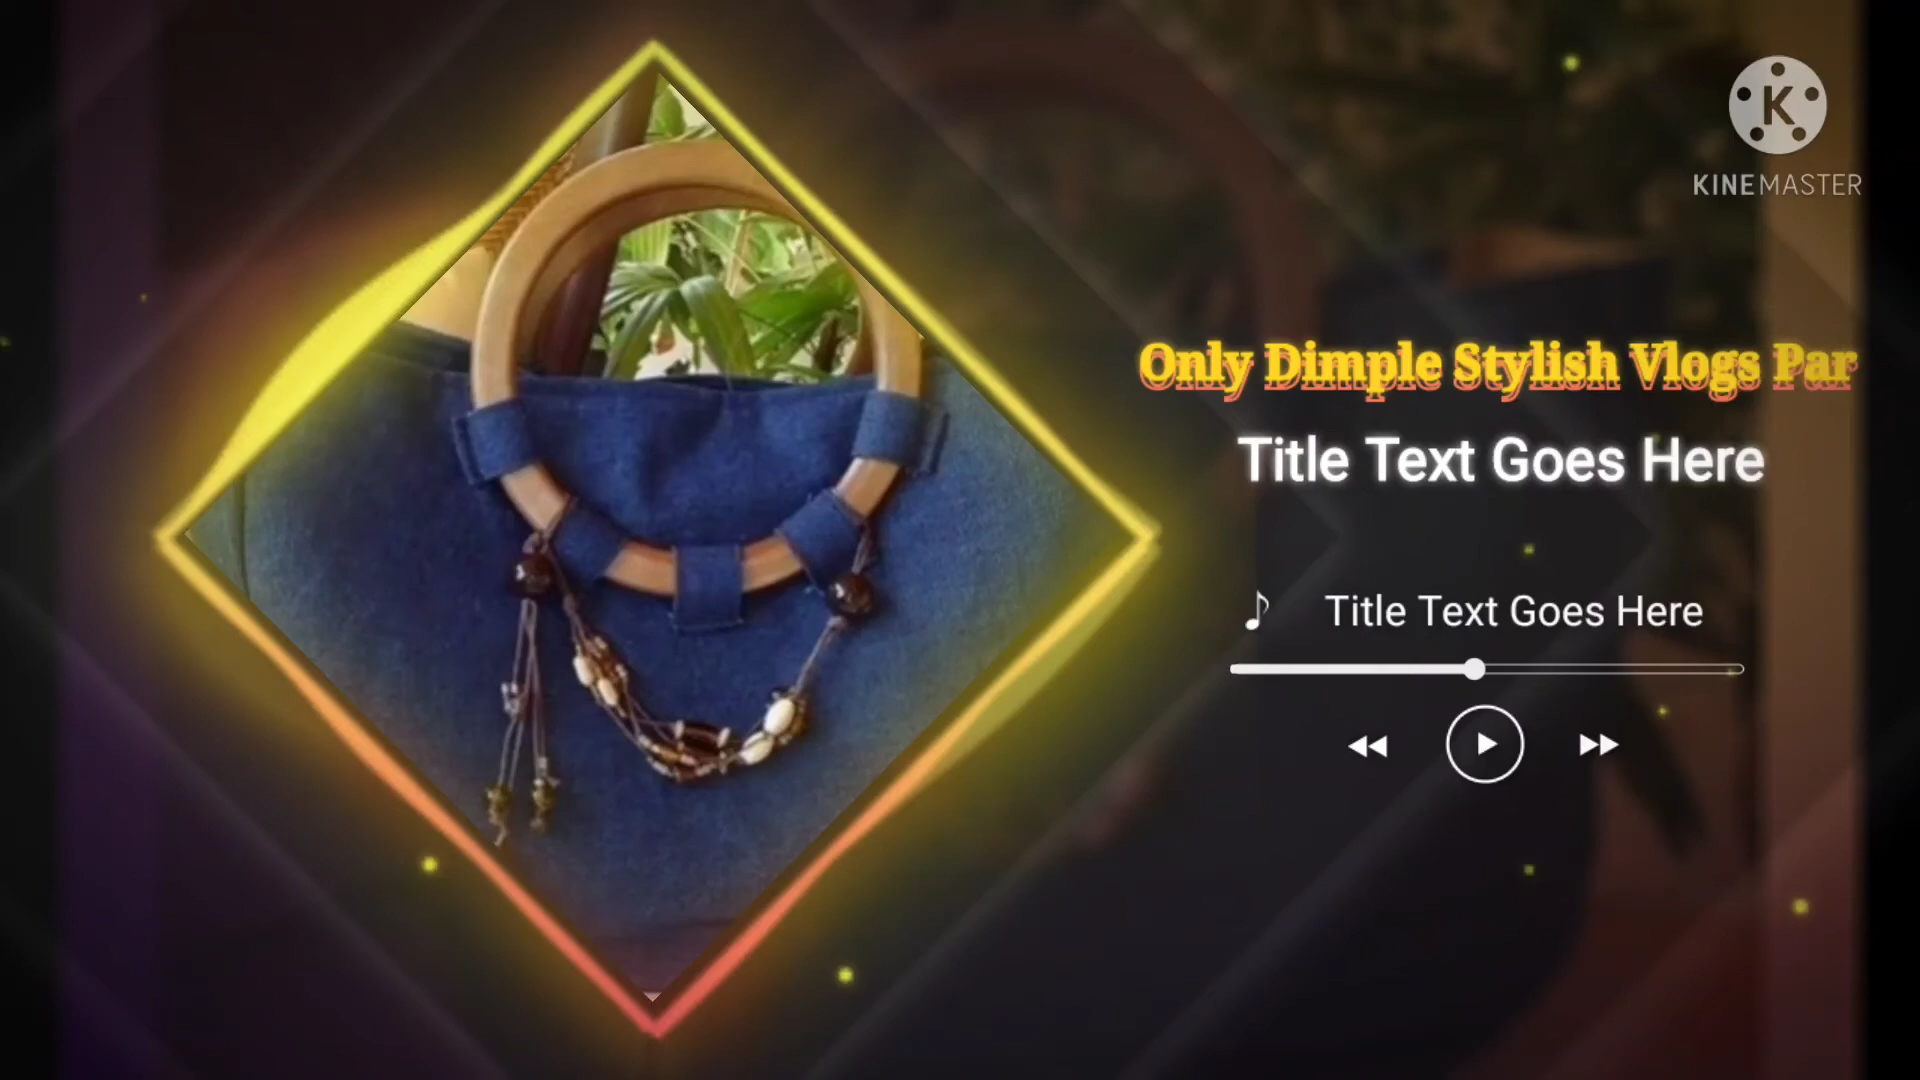 K
KINEMASTER
Only Dimple Stylish Vlogs Par
Title Text Goes Here
Title Text Goes Here